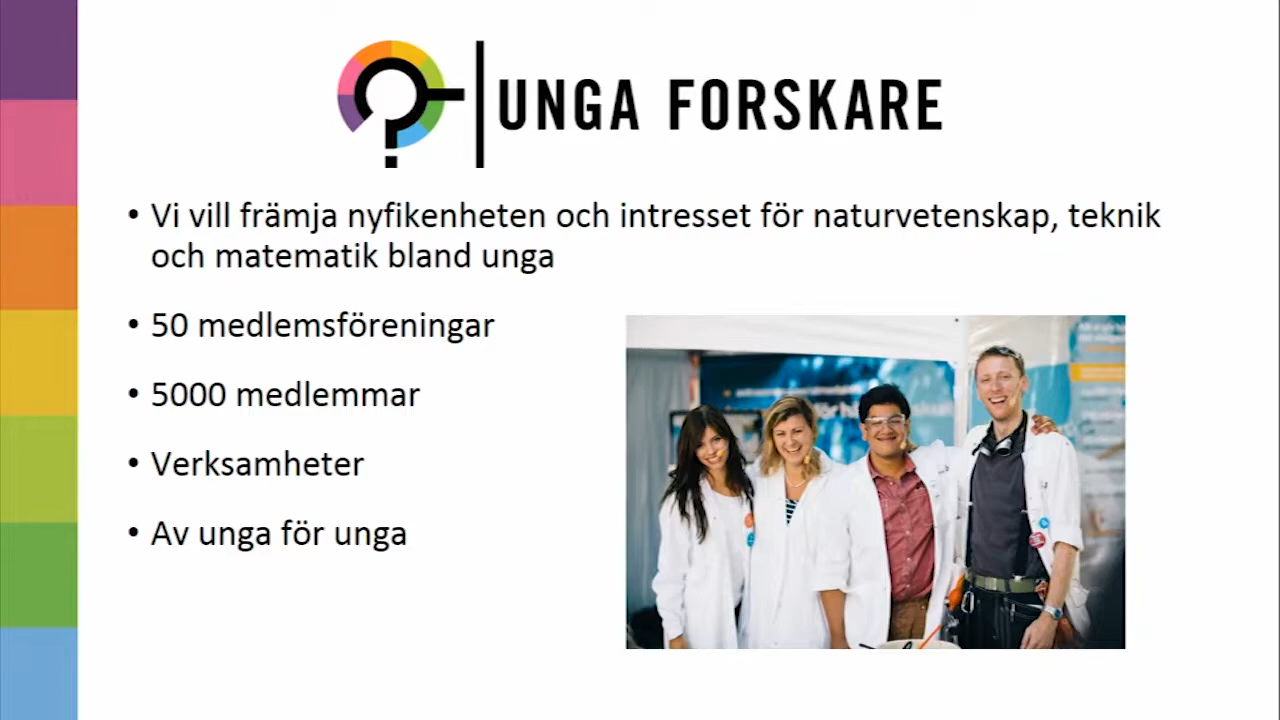 UNGA FORSKARE
• Vi vill främja nyfikenheten och intresset för naturvetenskap, teknik
och matematik bland unga
• 50 medlemsföreningar
• 5000 medlemmar
• Verksamheter
• Av unga för unga